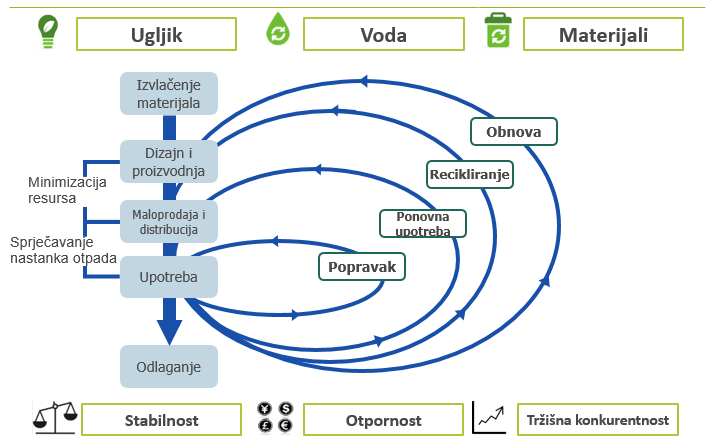 Ugljik
Voda
Materijali
Izvlačenje
materijala
Obnova
Dizajn i
proizvodnja
Recikliranje
Minimizacija
resursa
Maloprodaja i
distribucija
Ponovna
upotreba
Sprječavanje
nastanka otpada
Upotreba
Popravak
Odlaganje
Stabilnost
¥ $
£ €
Otpornost
Tržišna konkurentnost